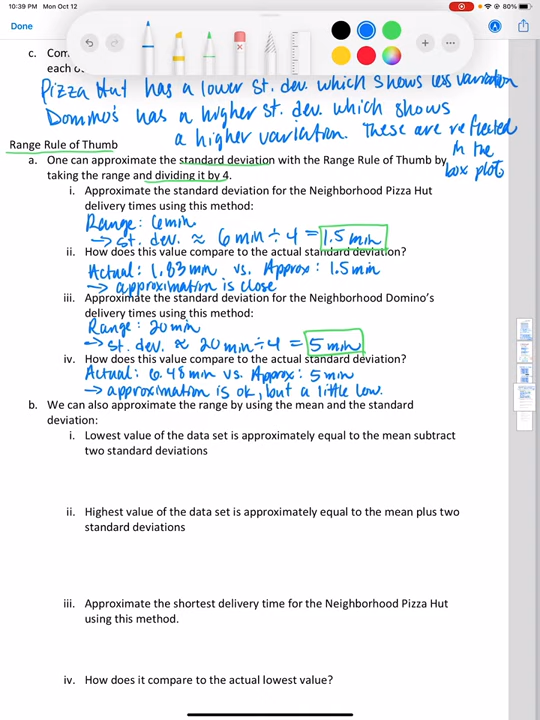 10:39 PM Mon Oct 12
80%
Done
c. Com
each o
Pizza Hut has a lower st. dev. which shows less variation
Domino's has a higher st. dev. which shows
a higher variation. These are reflected
in the
box plots
Range Rule of Thumb
a. One can approximate the standard deviation with the Range Rule of Thumb by
taking the range and dividing it by 4.
i. Approximate the standard deviation for the Neighborhood Pizza Hut
delivery times using this method:
Range: 6 min
→ st. dev. ≈ 6 min ÷ 4 = 1.5 min
ii. How does this value compare to the actual standard deviation?
Actual: 1.83 min vs. Approx: 1.5 min
→ approximation is close
iii. Approximate the standard deviation for the Neighborhood Domino's
delivery times using this method:
Range: 20 min
→ st. dev. ≈ 20 min ÷ 4 = 5 min
iv. How does this value compare to the actual standard deviation?
Actual: 6.48 min vs. Approx: 5 min
→ approximation is ok, but a little low.
b. We can also approximate the range by using the mean and the standard
deviation:
i. Lowest value of the data set is approximately equal to the mean subtract
two standard deviations
ii. Highest value of the data set is approximately equal to the mean plus two
standard deviations
iii. Approximate the shortest delivery time for the Neighborhood Pizza Hut
using this method.
iv. How does it compare to the actual lowest value?